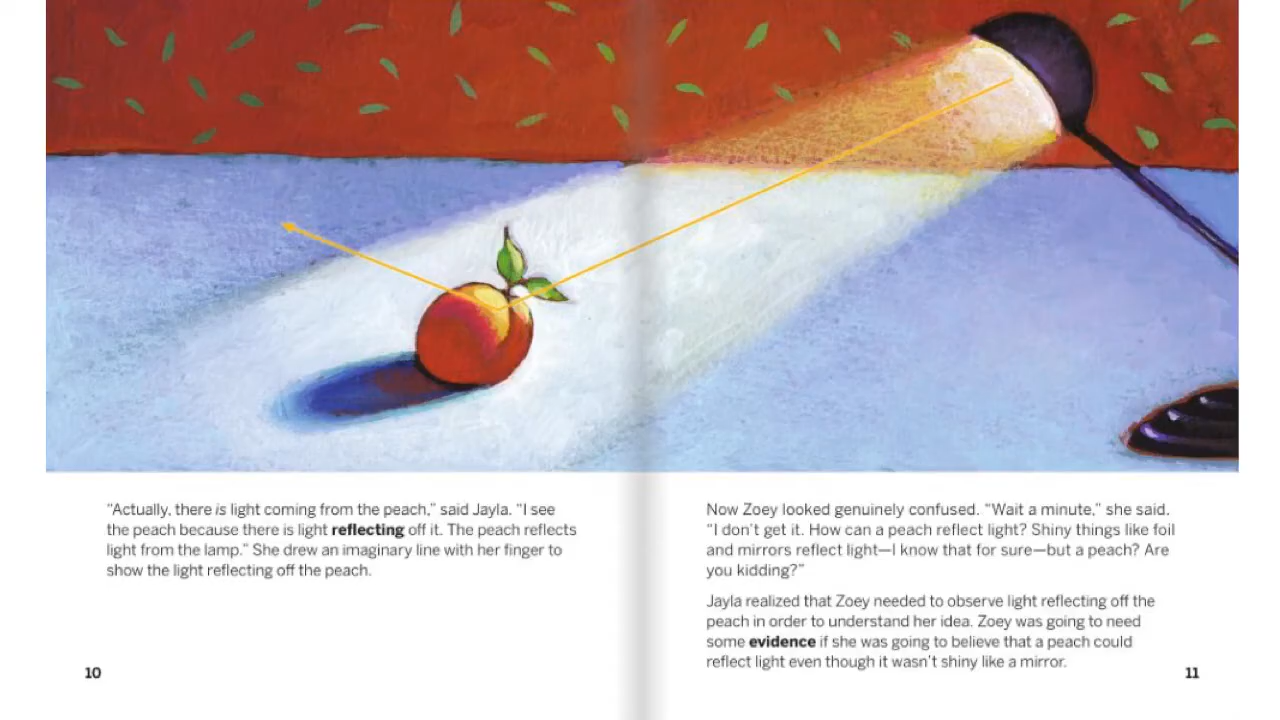 “Actually, there is light coming from the peach,” said Jayla. “I see
the peach because there is light reflecting off it. The peach reflects
light from the lamp.” She drew an imaginary line with her finger to
show the light reflecting off the peach.
10
Now Zoey looked genuinely confused. “Wait a minute,” she said.
“I don’t get it. How can a peach reflect light? Shiny things like foil
and mirrors reflect light—I know that for sure—but a peach? Are
you kidding?”
Jayla realized that Zoey needed to observe light reflecting off the
peach in order to understand her idea. Zoey was going to need
some evidence if she was going to believe that a peach could
reflect light even though it wasn’t shiny like a mirror.
11